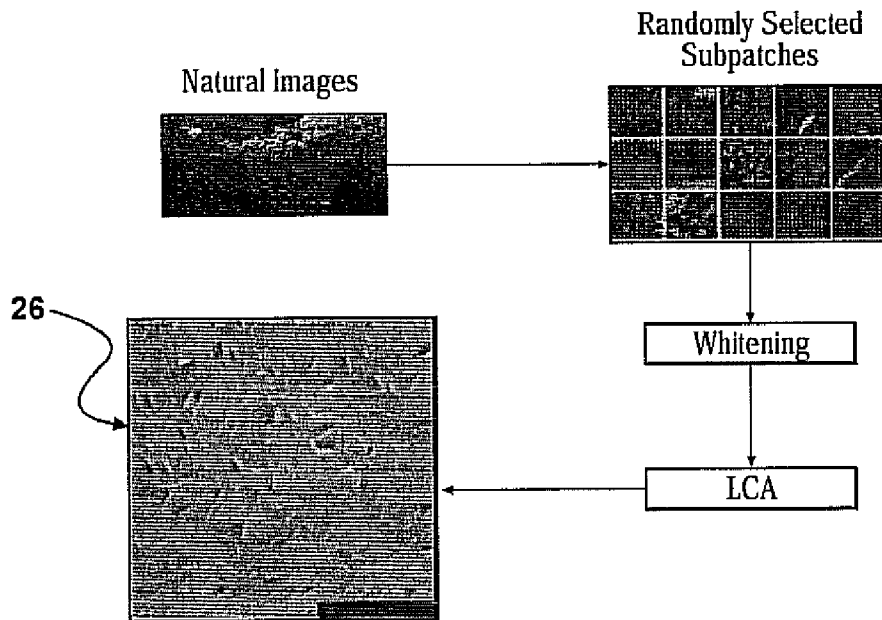 Randomly Selected
Subpatches
Natural Images
26
Whitening
LCA